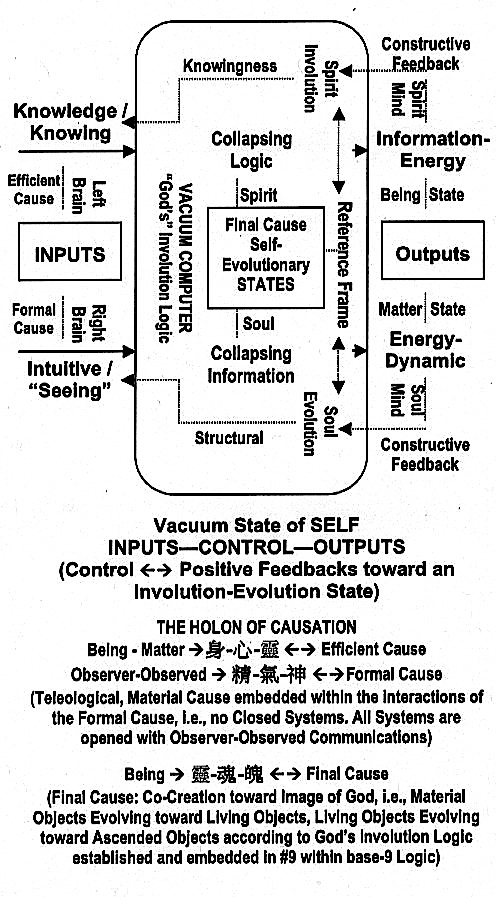 Constructive
Feedback
Knowingness
Spirit
Involution
Spirit
Mind
Knowledge /
Knowing
Collapsing
Logic
Information-
Energy
Efficient
Cause
Left
Brain
Spirit
Being
State
VACUUM COMPUTER
"God's" Involution Logic
Final Cause
Self-
Evolutionary
STATES
Reference Frame
INPUTS
Outputs
Formal
Cause
Right
Brain
Soul
Matter
State
Intuitive /
"Seeing"
Collapsing
Information
Energy-
Dynamic
Soul
Evolution
Soul
Mind
Structural
Constructive
Feedback
Vacuum State of SELF
INPUTS—CONTROL—OUTPUTS
(Control ←→ Positive Feedbacks toward an
Involution-Evolution State)
THE HOLON OF CAUSATION
Being - Matter →身-心-靈 ←→ Efficient Cause
Observer-Observed → 精-氣-神 ←→Formal Cause
(Teleological, Material Cause embedded within the interactions of
the Formal Cause, i.e., no Closed Systems. All Systems are
opened with Observer-Observed Communications)
Being → 靈-魂-魄 ←→ Final Cause
(Final Cause: Co-Creation toward Image of God, i.e., Material
Objects Evolving toward Living Objects, Living Objects Evolving
toward Ascended Objects according to God's Involution Logic
established and embedded in #9 within base-9 Logic)